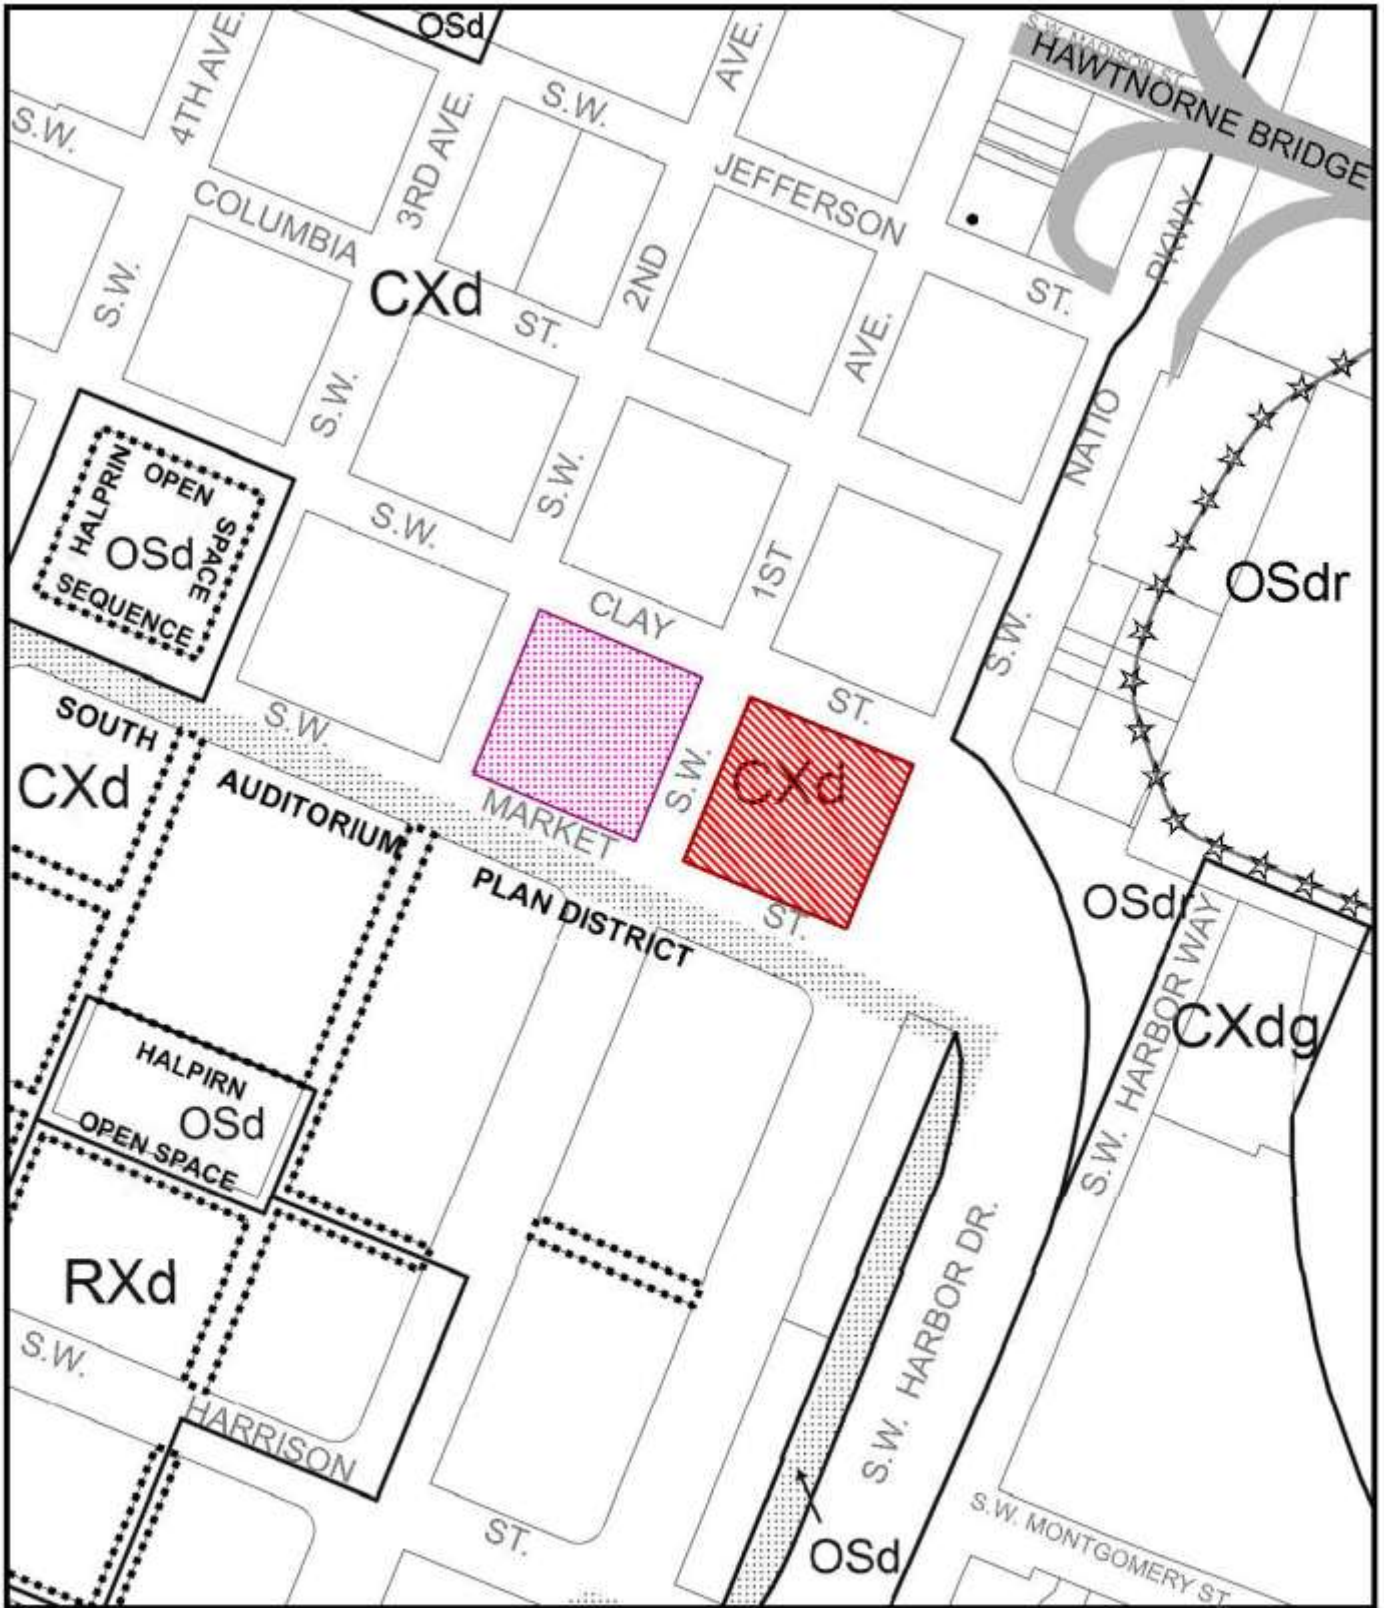 OSd
S.W. MADISON ST.
HAWTNORNE BRIDGE
4TH AVE.
AVE.
S.W.
S.W.
3RD AVE.
COLUMBIA
JEFFERSON
PKWY
CXd
2ND
ST.
ST.
AVE.
S.W.
S.W.
NATIO
HALPRIN
OPEN
SPACE
SEQUENCE
OSd
S.W.
S.W.
1ST
OSdr
CLAY
S.W.
SOUTH
S.W.
ST.
CXd
AUDITORIUM
MARKET
S.W.
CXd
PLAN DISTRICT
ST.
OSdr
S.W. HARBOR WAY
CXdg
HALPIRN
OSd
OPEN SPACE
RXd
S.W. HARBOR DR.
S.W.
HARRISON
ST.
OSd
S.W. MONTGOMERY ST.